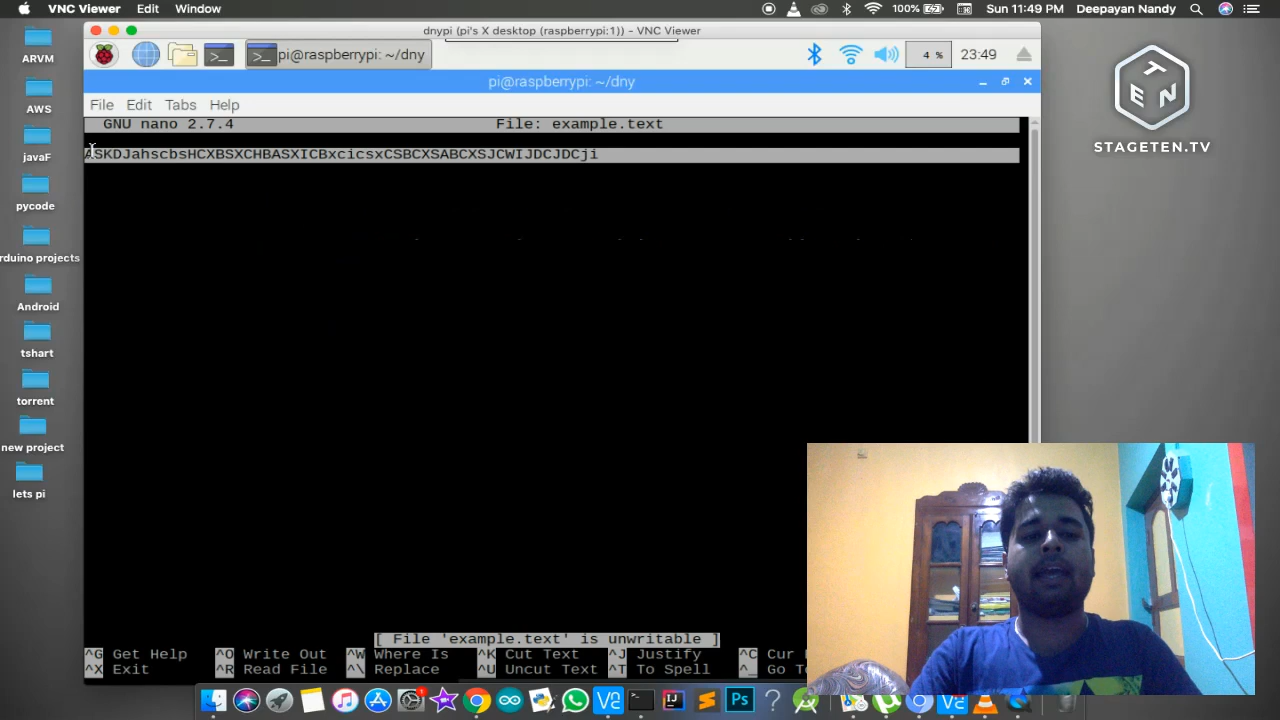 VNC Viewer Edit Window 100% Sun 11:49 PM Deepayan Nandy
dnypi (pi's X desktop (raspberrypi:1)) - VNC Viewer
pi@raspberrypi: ~/dny 4 % 23:49
pi@raspberrypi: ~/dny
File Edit Tabs Help
GNU nano 2.7.4 File: example.text
ASKDJahscbsHCXBSXCHBASXICBxcicsxCSBCXSABCXSJCWIJDCJDCji
[ File 'example.text' is unwritable ]
^G Get Help ^O Write Out ^W Where Is ^K Cut Text ^J Justify ^C Cur
^X Exit ^R Read File ^\ Replace ^U Uncut Text ^T To Spell ^_ Go T
ARVM
AWS
javaF
pycode
rduino projects
Android
tshart
torrent
new project
lets pi
TEN
STAGETEN.TV
Ps